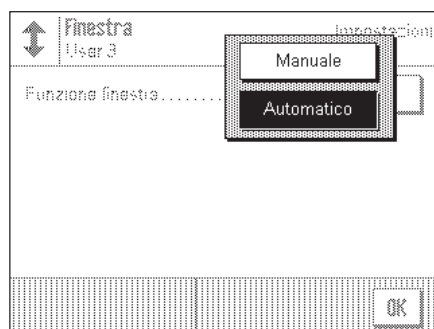 Finestra
User 3
Impostazioni
Manuale
Funzione finestra........
Automatico
OK